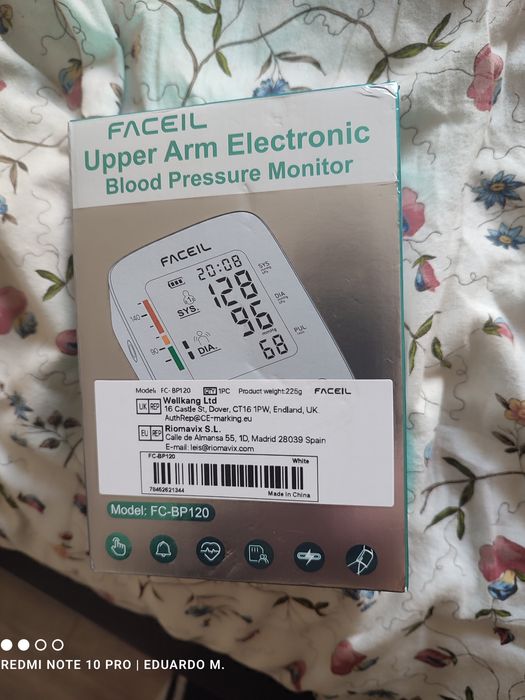 FACEIL
Upper Arm Electronic
Blood Pressure Monitor
FACEIL
20:08
SYS.
128
SYS
140
90
DIA.
96
mmHg
DIA
68
PUL
Model: FC-BP120 QTY 1PC Product weight:225g FACEIL
UK REP Wellkang Ltd
16 Castle St, Dover, CT16 1PW, Endland, UK
AuthRep@CE-marking.eu
EU REP Riomavix S.L.
Calle de Almansa 55, 1D, Madrid 28039 Spain
E-mail: leis@riomavix.com
FC-BP120 White
78462621344 Made in China
Model: FC-BP120
REDMI NOTE 10 PRO | EDUARDO M.